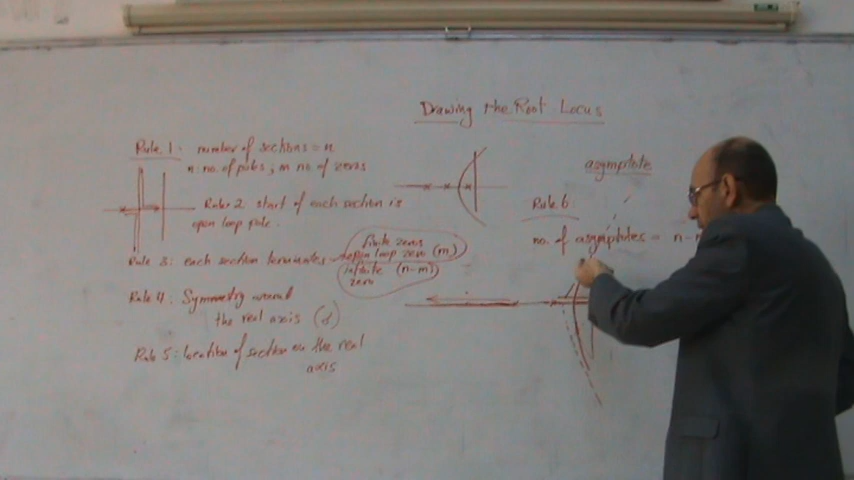 Drawing the Root Locus
Rule 1: number of sections = n
n: no. of poles; m no. of zeros
Rule 2 start of each section is
open loop pole.
Rule 3: each section terminates
finite zeros
open loop zero (m)
infinite (n-m)
zero
Rule 4: Symmetry around
the real axis (σ)
Rule 5: location of section on the real
axis
asymptote
Rule 6:
no. of asymptotes = n-